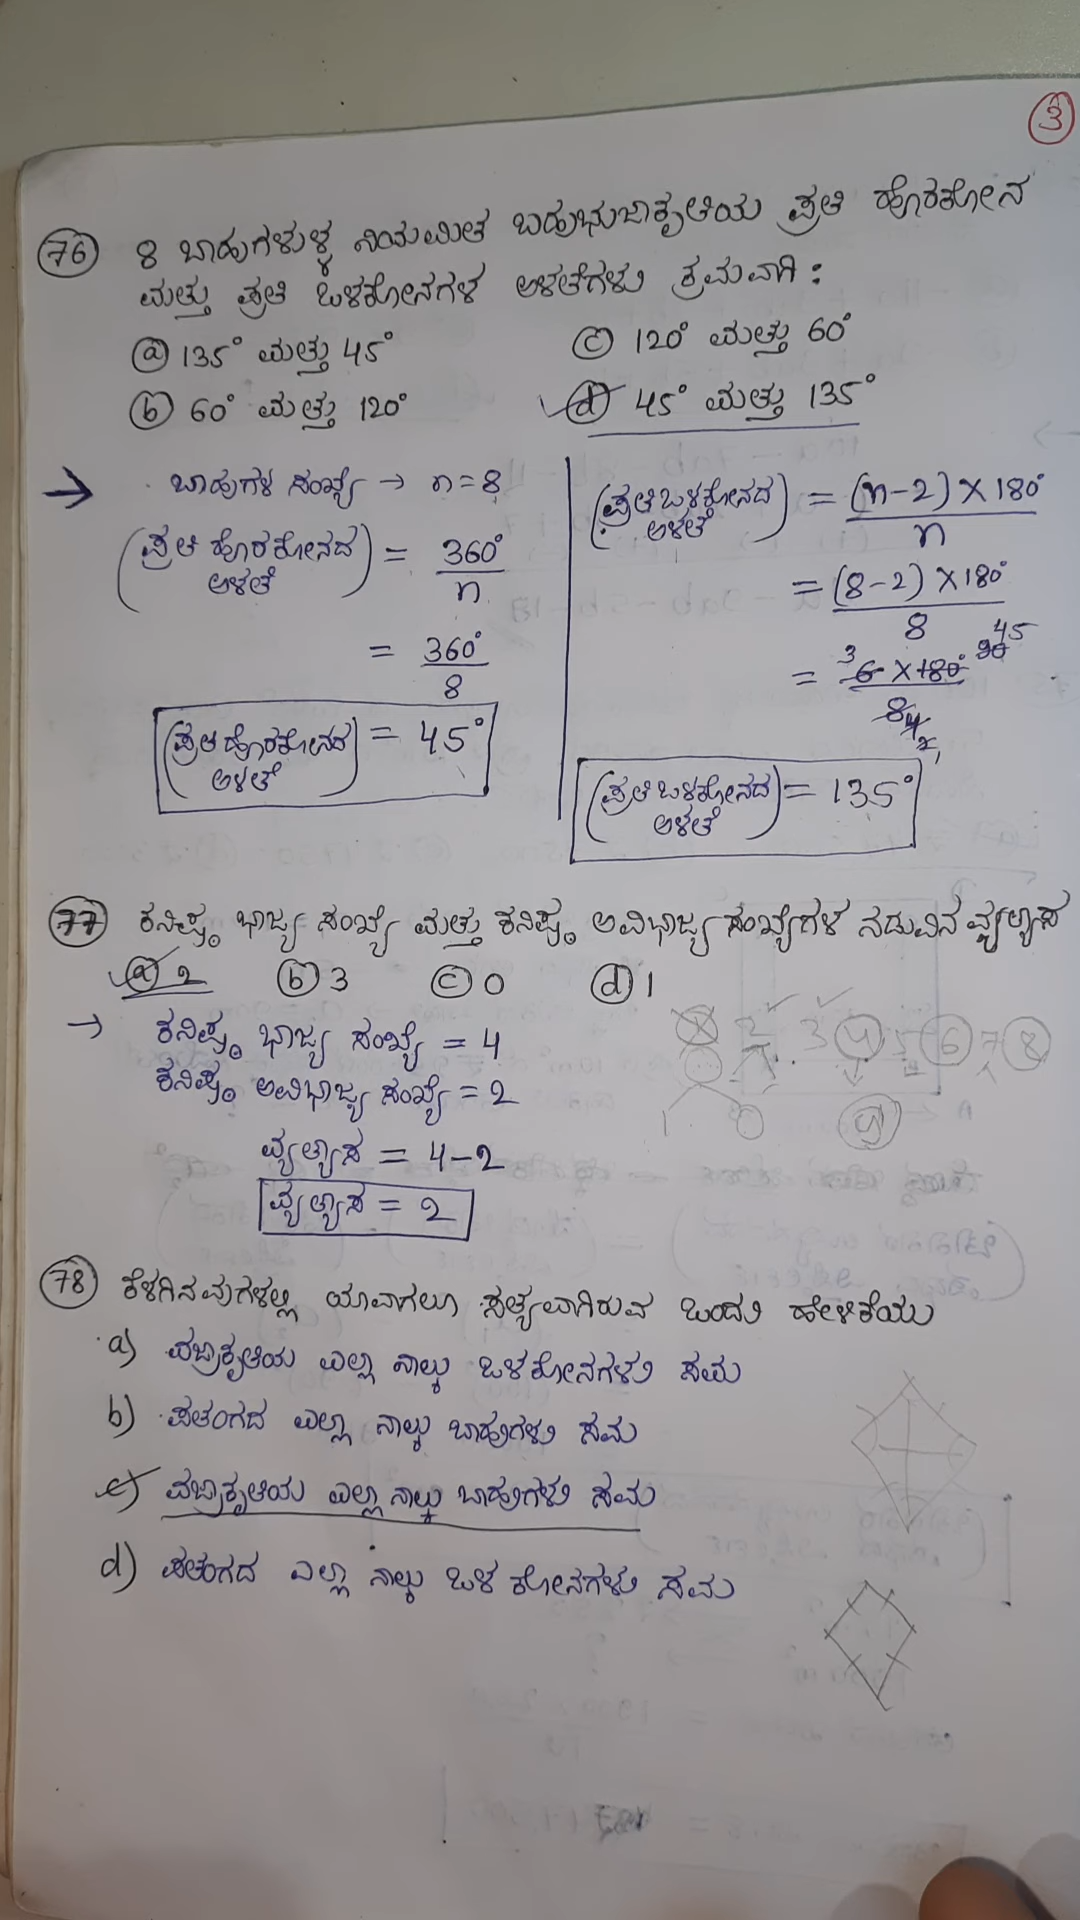 3
76 8 ಬಾಹುಗಳುಳ್ಳ ನಿಯಮಿತ ಬಹುಭುಜಾಕೃತಿಯ ಪ್ರತಿ ಹೊರಕೋನ
ಮತ್ತು ಪ್ರತಿ ಒಳಕೋನಗಳ ಅಳತೆಗಳು ಕ್ರಮವಾಗಿ :
a 135° ಮತ್ತು 45° c 120° ಮತ್ತು 60°
b 60° ಮತ್ತು 120° d 45° ಮತ್ತು 135°
→ ಬಾಹುಗಳ ಸಂಖ್ಯೆ → n = 8
(ಪ್ರತಿ ಹೊರಕೋನದ ಅಳತೆ) = 360°/n
= 360°/8
(ಪ್ರತಿ ಹೊರಕೋನದ ಅಳತೆ) = 45°
(ಪ್ರತಿ ಒಳಕೋನದ ಅಳತೆ) = (n-2) × 180°/n
= (8-2) × 180°/8
= 6 × 180°/8
(ಪ್ರತಿ ಒಳಕೋನದ ಅಳತೆ) = 135°
77 ಕನಿಷ್ಠ ಭಾಜ್ಯ ಸಂಖ್ಯೆ ಮತ್ತು ಕನಿಷ್ಠ ಅವಿಭಾಜ್ಯ ಸಂಖ್ಯೆಗಳ ನಡುವಿನ ವ್ಯತ್ಯಾಸ
a 2 b 3 c 0 d 1
→ ಕನಿಷ್ಠ ಭಾಜ್ಯ ಸಂಖ್ಯೆ = 4
ಕನಿಷ್ಠ ಅವಿಭಾಜ್ಯ ಸಂಖ್ಯೆ = 2
ವ್ಯತ್ಯಾಸ = 4-2
ವ್ಯತ್ಯಾಸ = 2
78 ಕೆಳಗಿನವುಗಳಲ್ಲಿ ಯಾವಾಗಲೂ ಸತ್ಯವಾಗಿರುವ ಒಂದು ಹೇಳಿಕೆಯು
a) ವಜ್ರಾಕೃತಿಯ ಎಲ್ಲಾ ನಾಲ್ಕು ಒಳಕೋನಗಳು ಸಮ
b) ಪತಂಗದ ಎಲ್ಲಾ ನಾಲ್ಕು ಬಾಹುಗಳು ಸಮ
c) ವಜ್ರಾಕೃತಿಯ ಎಲ್ಲಾ ನಾಲ್ಕು ಬಾಹುಗಳು ಸಮ
d) ಪತಂಗದ ಎಲ್ಲಾ ನಾಲ್ಕು ಒಳ ಕೋನಗಳು ಸಮ